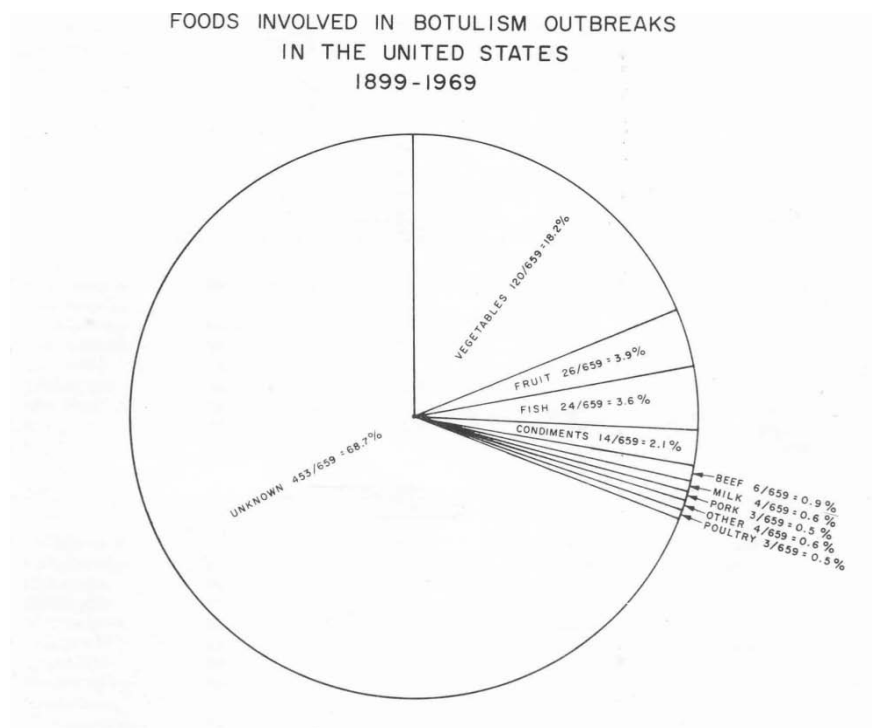 FOODS INVOLVED IN BOTULISM OUTBREAKS
IN THE UNITED STATES
1899-1969
VEGETABLES 120/659=18.2%
FRUIT 26/659=3.9%
FISH 24/659=3.6%
CONDIMENTS 14/659=2.1%
BEEF 6/659=0.9%
MILK 4/659=0.6%
PORK 3/659=0.5%
OTHER 4/659=0.6%
POULTRY 3/659=0.5%
UNKNOWN 453/659=68.7%